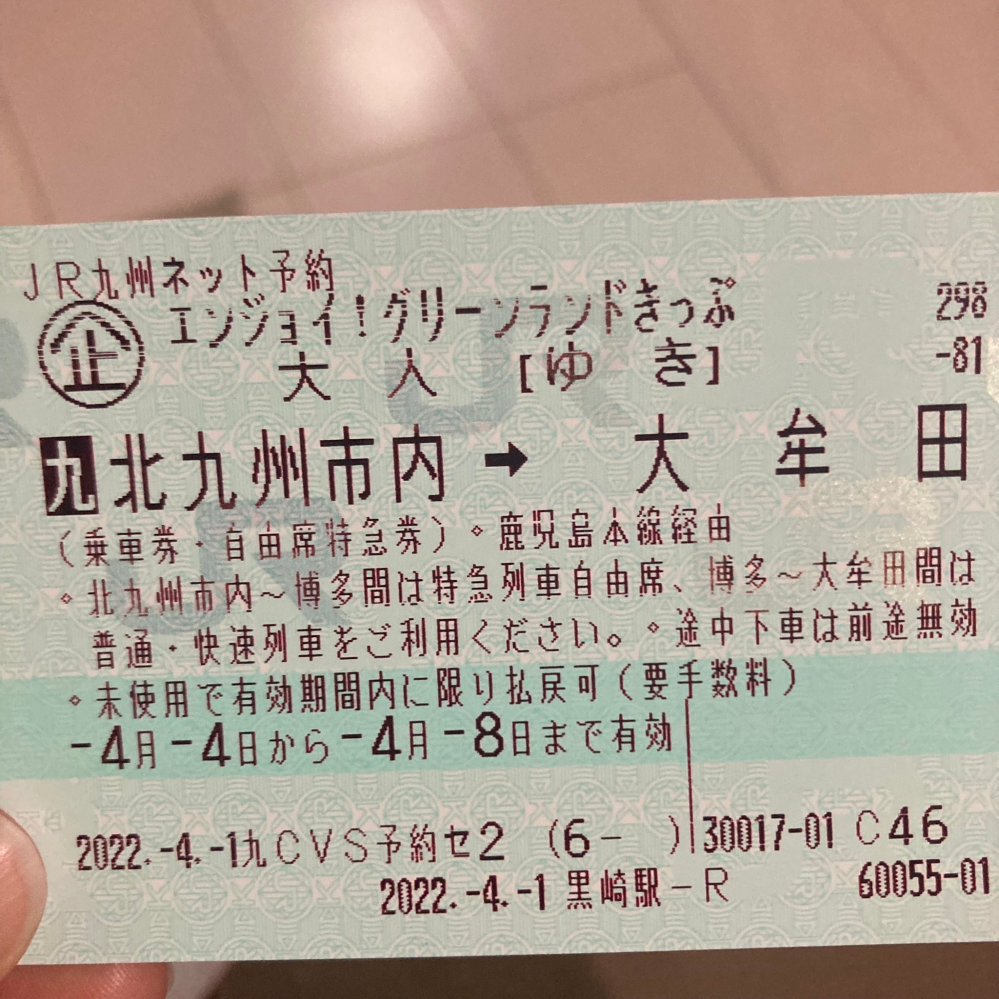 JR九州ネット予約
企 エンジョイ!グリーンランドきっぷ 298
大 人 [ゆ き] -81
九 北九州市内 → 大 牟 田
(乗車券・自由席特急券)◦鹿児島本線経由
◦北九州市内～博多間は特急列車自由席、博多～大牟田間は
普通・快速列車をご利用ください。◦途中下車は前途無効
◦未使用で有効期間内に限り払戻可(要手数料)
-4月-4日から-4月-8日まで有効
2022.-4.-1九CVS予約セ2 (6- ) 30017-01 C46
2022.-4.-1 黒崎駅-R 60055-01